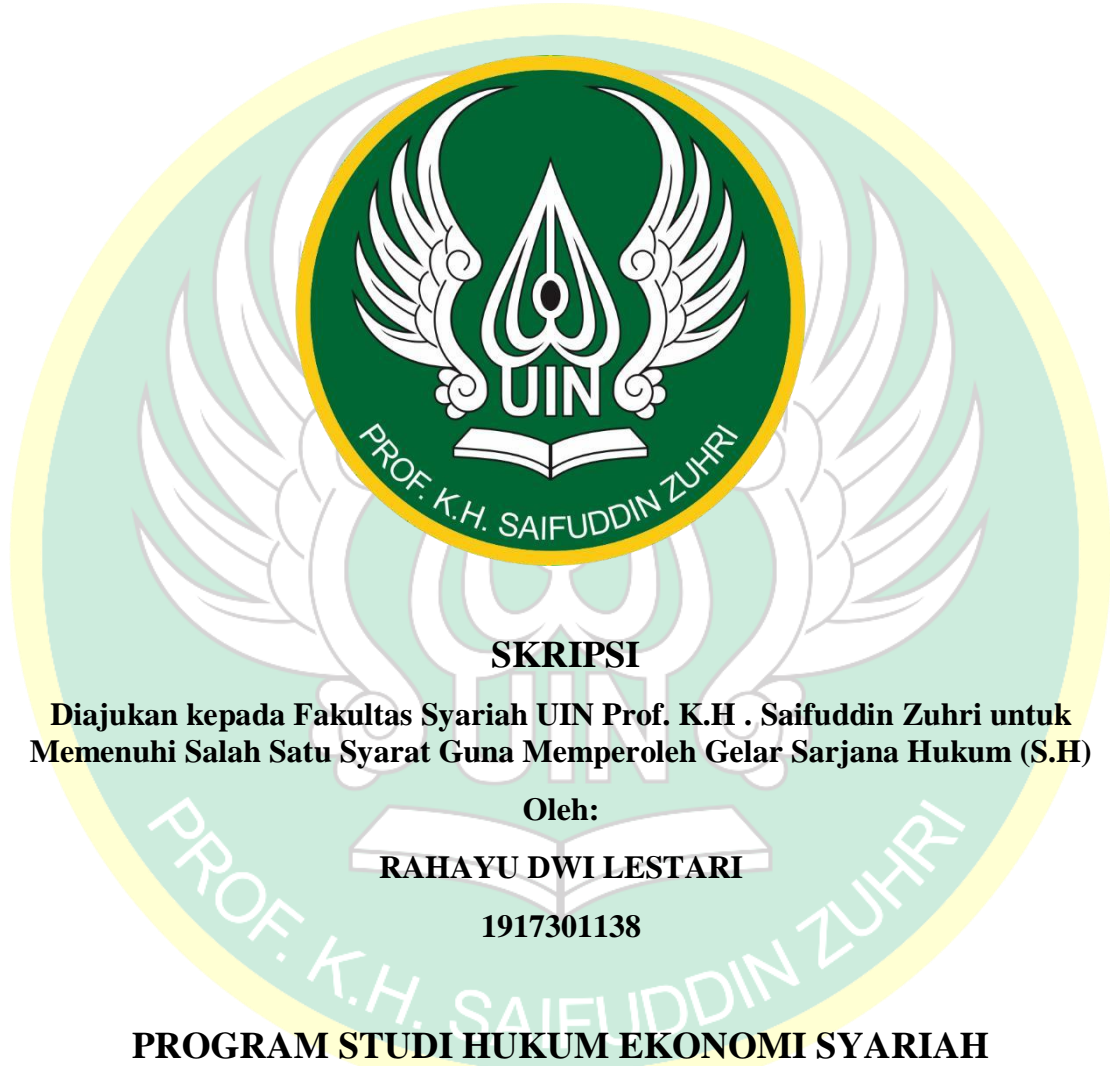 UIN
PROF. K.H. SAIFUDDIN ZUHRI
SKRIPSI
Diajukan kepada Fakultas Syariah UIN Prof. K.H . Saifuddin Zuhri untuk
Memenuhi Salah Satu Syarat Guna Memperoleh Gelar Sarjana Hukum (S.H)
Oleh:
RAHAYU DWI LESTARI
1917301138
PROGRAM STUDI HUKUM EKONOMI SYARIAH
UIN
PROF. K.H. SAIFUDDIN ZUHRI